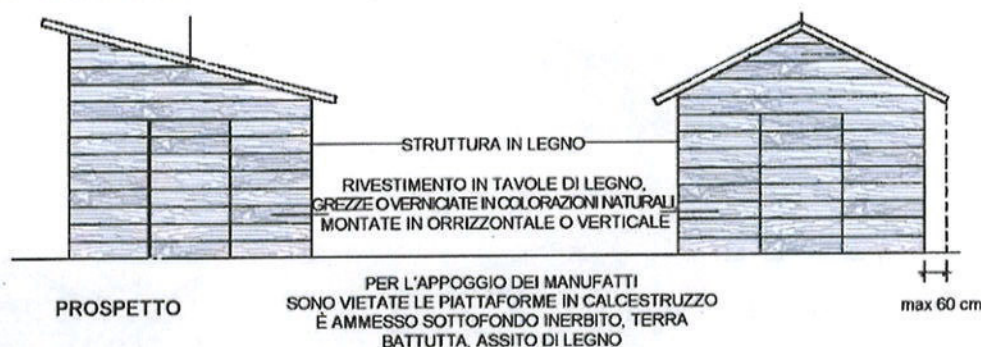 STRUTTURA IN LEGNO
RIVESTIMENTO IN TAVOLE DI LEGNO,
GREZZE O VERNICIATE IN COLORAZIONI NATURALI
MONTATE IN ORRIZZONTALE O VERTICALE
PER L'APPOGGIO DEI MANUFATTI
SONO VIETATE LE PIATTAFORME IN CALCESTRUZZO
È AMMESSO SOTTOFONDO INERBITO, TERRA
BATTUTA, ASSITO DI LEGNO
PROSPETTO
max 60 cm